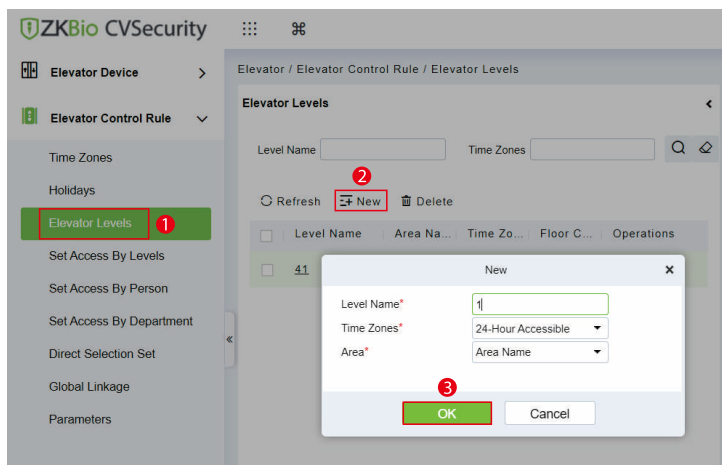 ZKBio CVSecurity
Elevator Device
Elevator Control Rule
Time Zones
Holidays
Elevator Levels 1
Set Access By Levels
Set Access By Person
Set Access By Department
Direct Selection Set
Global Linkage
Parameters
Elevator / Elevator Control Rule / Elevator Levels
Elevator Levels
Level Name Time Zones
2
Refresh New Delete
Level Name Area Na... Time Zo... Floor C... Operations
41
New
Level Name* 1
Time Zones* 24-Hour Accessible
Area* Area Name
3
OK Cancel